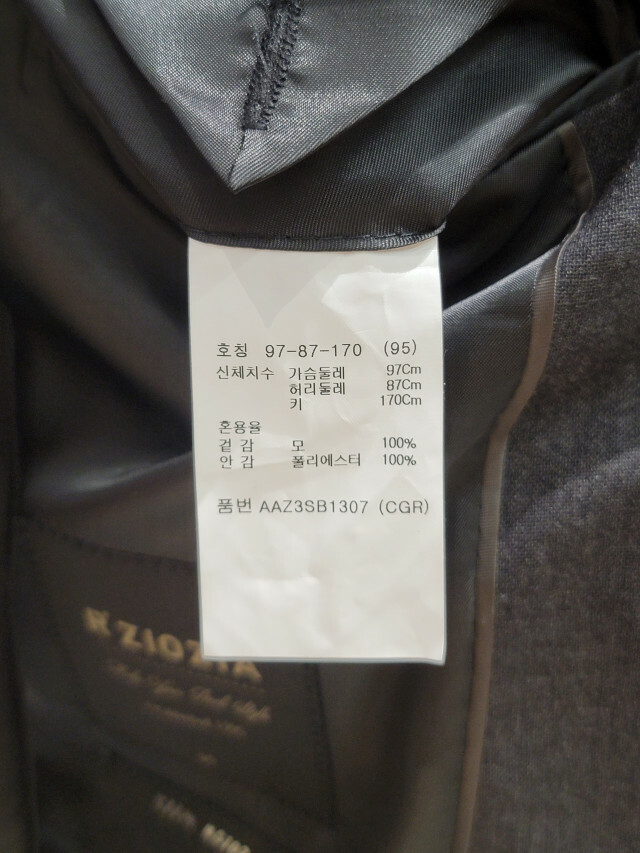 호칭 97-87-170 (95)
신체치수 가슴둘레 97Cm
허리둘레 87Cm
키 170Cm
혼용율
겉 감 모 100%
안 감 폴리에스터 100%
품번 AAZ3SB1307 (CGR)
ZIOZIA